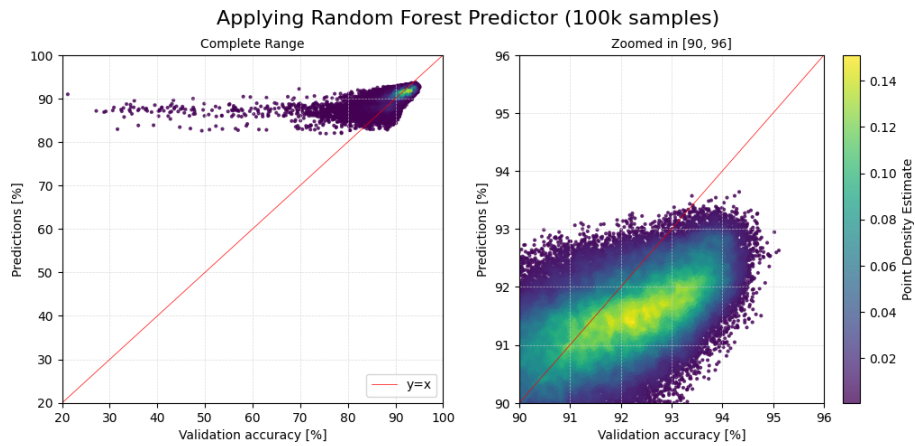 Applying Random Forest Predictor (100k samples)
Complete Range
Zoomed in [90, 96]
100
90
80
70
60
50
40
30
20
Predictions [%]
20 30 40 50 60 70 80 90 100
Validation accuracy [%]
y=x
96
95
94
93
92
91
90
Predictions [%]
90 91 92 93 94 95 96
Validation accuracy [%]
0.14
0.12
0.10
0.08
0.06
0.04
0.02
Point Density Estimate